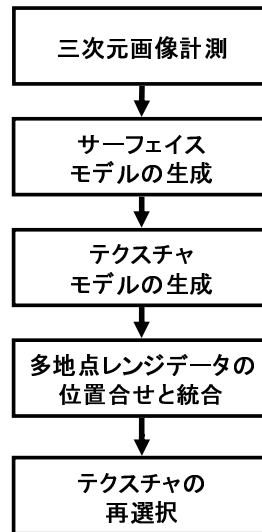 三次元画像計測
サーフェイス
モデルの生成
テクスチャ
モデルの生成
多地点レンジデータの
位置合せと統合
テクスチャの
再選択